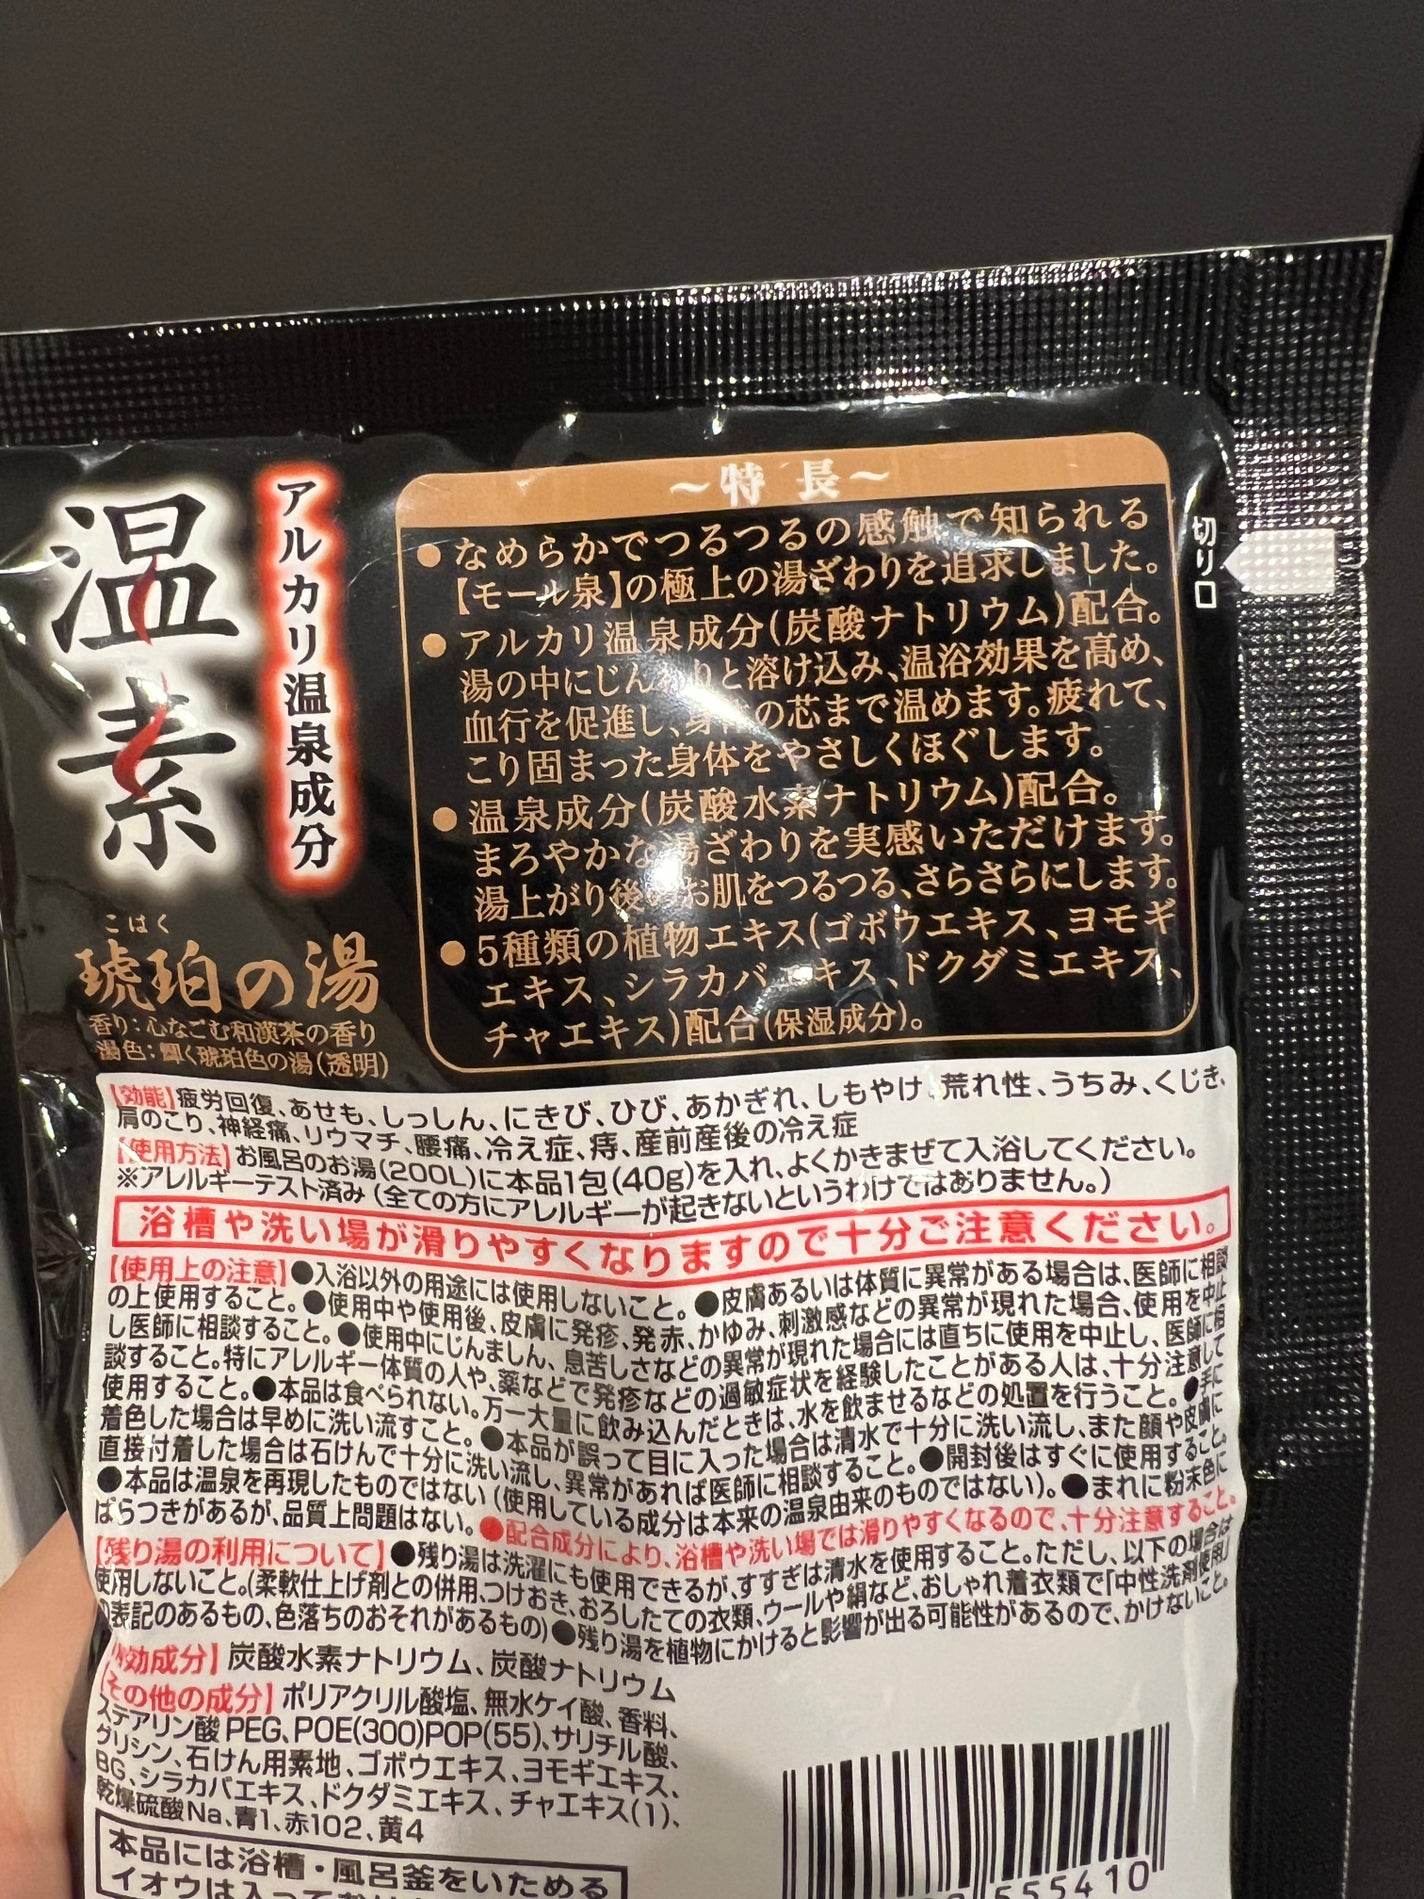 温素
アルカリ温泉成分
こはく
琥珀の湯
香り：心なごむ和漢茶の香り
湯色：輝く琥珀色の湯(透明)
～特 長～
●なめらかでつるつるの感触で知られる
【モール泉】の極上の湯ざわりを追求しました。
●アルカリ温泉成分(炭酸ナトリウム)配合。
湯の中にじんわりと溶け込み、温浴効果を高め、
血行を促進し、身体の芯まで温めます。疲れて、
こり固まった身体をやさしくほぐします。
●温泉成分(炭酸水素ナトリウム)配合。
まろやかな湯ざわりを実感いただけます。
湯上がり後のお肌をつるつる、さらさらにします。
●5種類の植物エキス(ゴボウエキス、ヨモギ
エキス、シラカバエキス、ドクダミエキス、
チャエキス)配合(保湿成分)。
切り口
【効能】疲労回復、あせも、しっしん、にきび、ひび、あかぎれ、しもやけ、荒れ性、うちみ、くじき、
肩のこり、神経痛、リウマチ、腰痛、冷え症、痔、産前産後の冷え症
【使用方法】お風呂のお湯(200L)に本品1包(40g)を入れ、よくかきまぜて入浴してください。
※アレルギーテスト済み(全ての方にアレルギーが起きないというわけではありません。)
浴槽や洗い場が滑りやすくなりますので十分ご注意ください。
【使用上の注意】●入浴以外の用途には使用しないこと。●皮膚あるいは体質に異常がある場合は、医師に相談
の上使用すること。●使用中や使用後、皮膚に発疹、発赤、かゆみ、刺激感などの異常が現れた場合、使用を中止
し医師に相談すること。●使用中にじんましん、息苦しさなどの異常が現れた場合には直ちに使用を中止し、医師に相
談すること。特にアレルギー体質の人や、薬などで発疹などの過敏症状を経験したことがある人は、十分注意して
使用すること。●本品は食べられない。万一大量に飲み込んだときは、水を飲ませるなどの処置を行うこと。●手に
着色した場合は早めに洗い流すこと。●本品が誤って目に入った場合は清水で十分に洗い流し、また顔や皮膚に
直接付着した場合は石けんで十分に洗い流し、異常があれば医師に相談すること。●開封後はすぐに使用すること。
●本品は温泉を再現したものではない(使用している成分は本来の温泉由来のものではない)。●まれに粉末色に
ばらつきがあるが、品質上問題はない。●配合成分により、浴槽や洗い場では滑りやすくなるので、十分注意すること。
【残り湯の利用について】●残り湯は洗濯にも使用できるが、すすぎは清水を使用すること。ただし、以下の場合は
使用しないこと。(柔軟仕上げ剤との併用、つけおき、おろしたての衣類、ウールや絹など、おしゃれ着衣類で「中性洗剤使用」
の表記のあるもの、色落ちのおそれがあるもの)●残り湯を植物にかけると影響が出る可能性があるので、かけないこと。
【有効成分】炭酸水素ナトリウム、炭酸ナトリウム
【その他の成分】ポリアクリル酸塩、無水ケイ酸、香料、
ステアリン酸PEG、POE(300)POP(55)、サリチル酸、
グリシン、石けん用素地、ゴボウエキス、ヨモギエキス、
BG、シラカバエキス、ドクダミエキス、チャエキス(1)、
乾燥硫酸Na、青1、赤102、黄4
本品には浴槽・風呂釜をいためる
イオウは入って
555410